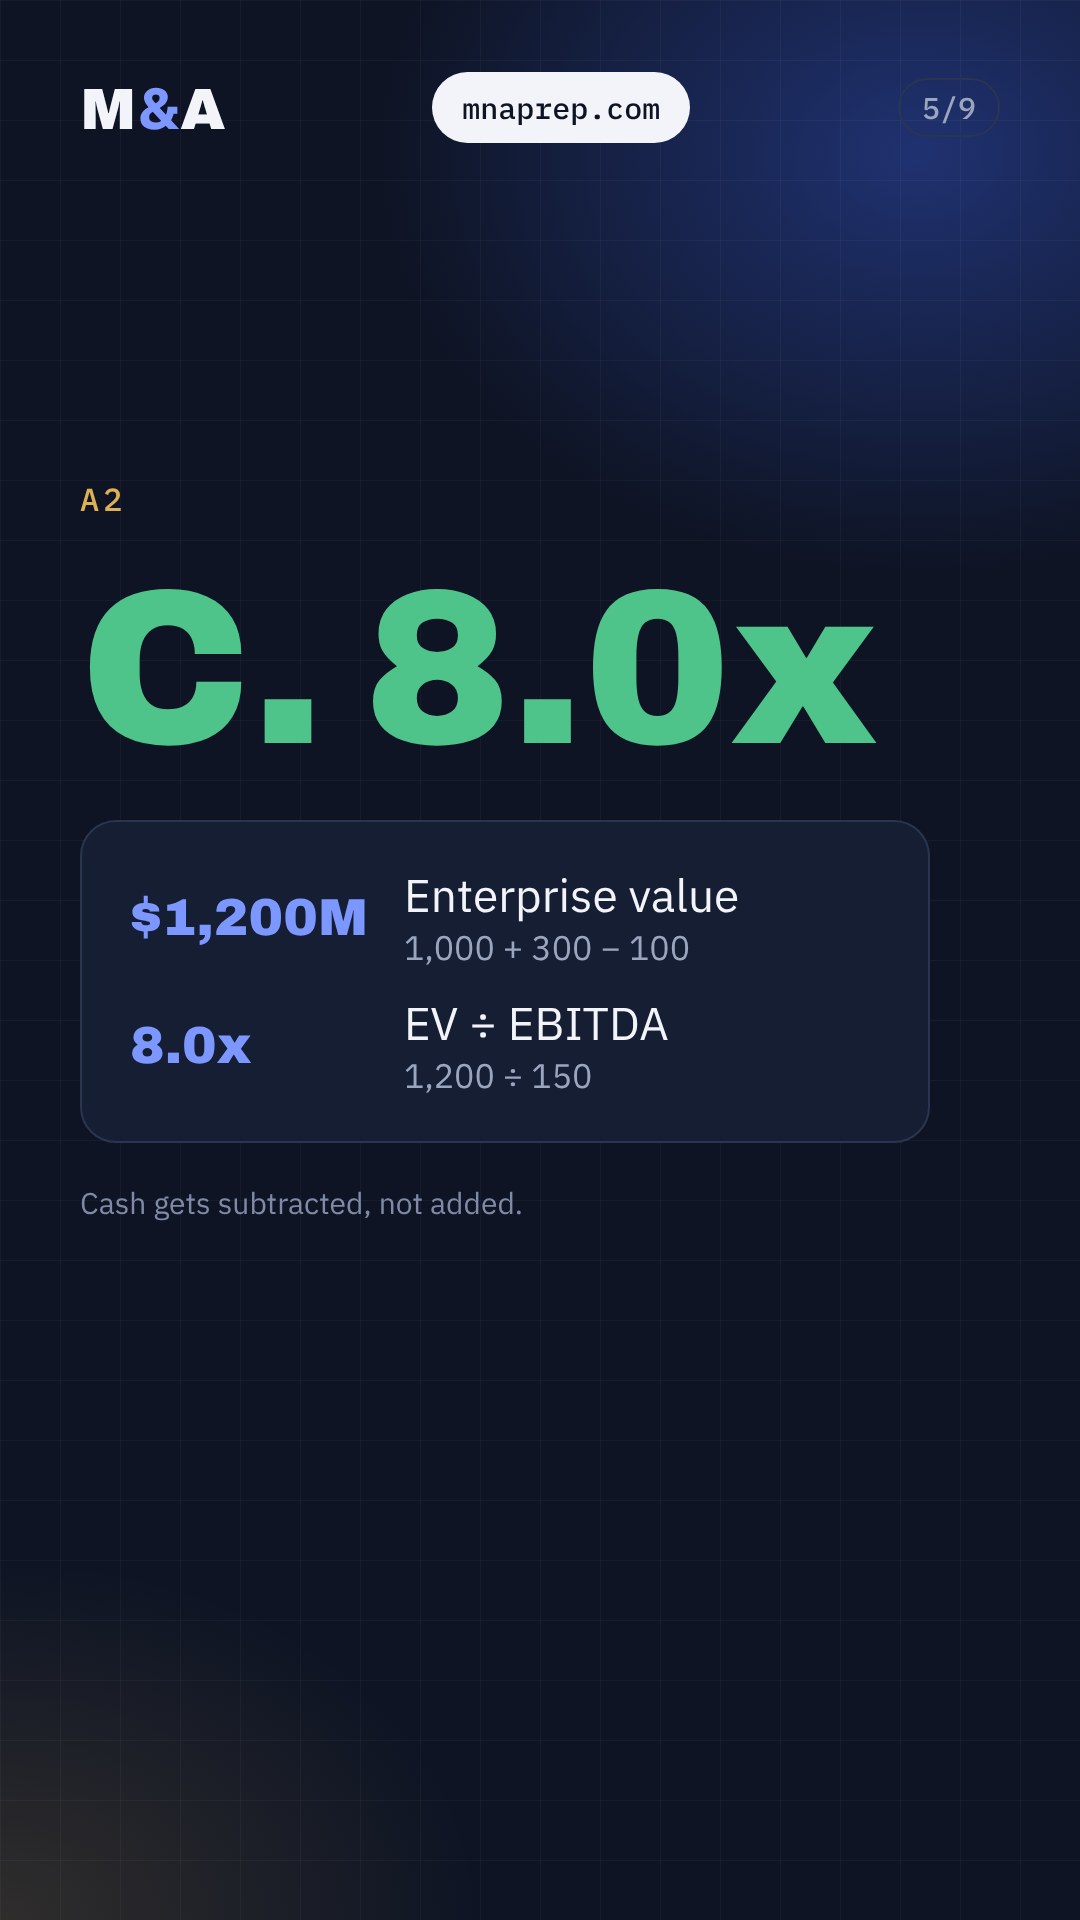 M&A
mnaprep.com
5/9
A2
C. 8.0x
$1,200M
Enterprise value
1,000 + 300 – 100
8.0x
EV ÷ EBITDA
1,200 ÷ 150
Cash gets subtracted, not added.